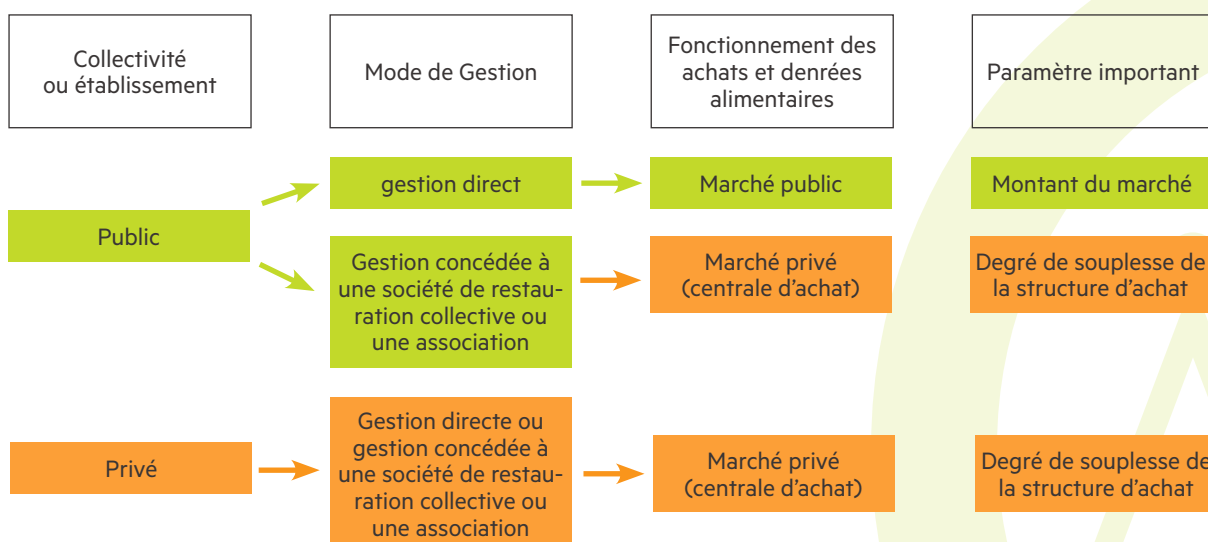 Collectivité
ou établissement
Mode de Gestion
Fonctionnement des
achats et denrées
alimentaires
Paramètre important
Public
gestion direct
Marché public
Montant du marché
Gestion concédée à
une société de restau-
ration collective ou
une association
Marché privé
(centrale d'achat)
Degré de souplesse de
la structure d'achat
Privé
Gestion directe ou
gestion concédée à
une société de restau-
ration collective ou
une association
Marché privé
(centrale d'achat)
Degré de souplesse de
la structure d'achat